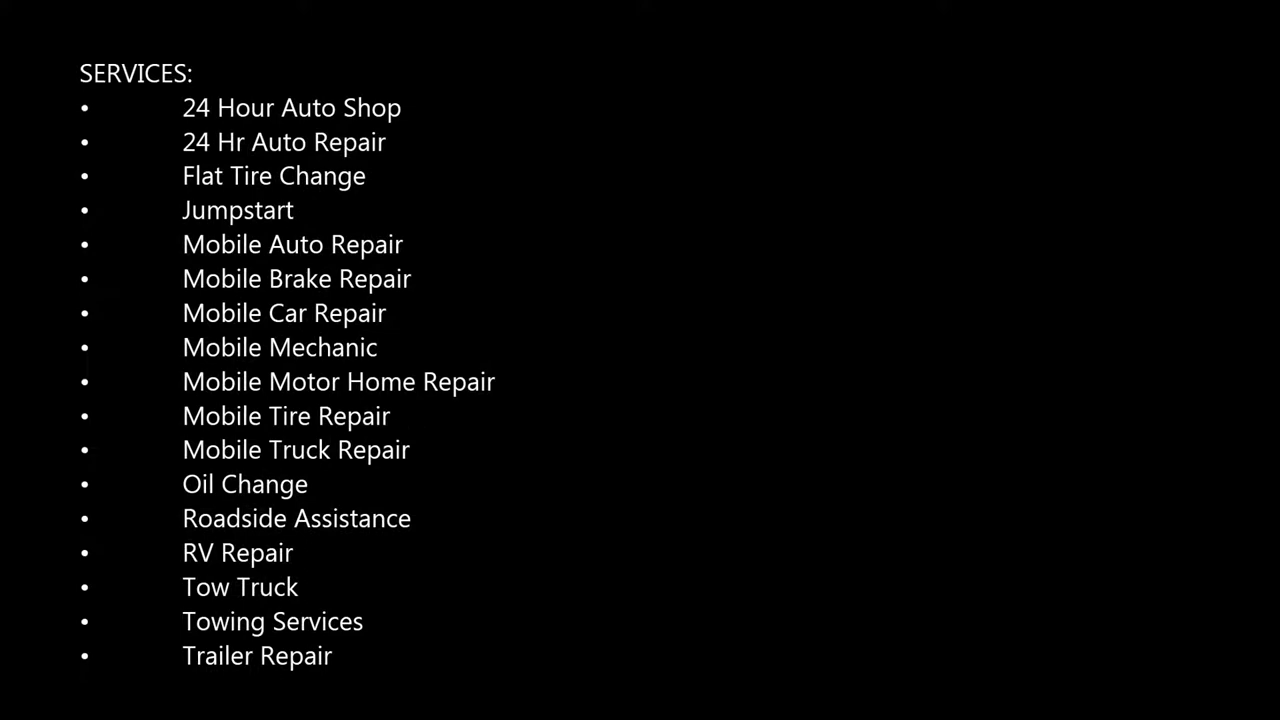 SERVICES:
• 24 Hour Auto Shop
• 24 Hr Auto Repair
• Flat Tire Change
• Jumpstart
• Mobile Auto Repair
• Mobile Brake Repair
• Mobile Car Repair
• Mobile Mechanic
• Mobile Motor Home Repair
• Mobile Tire Repair
• Mobile Truck Repair
• Oil Change
• Roadside Assistance
• RV Repair
• Tow Truck
• Towing Services
• Trailer Repair